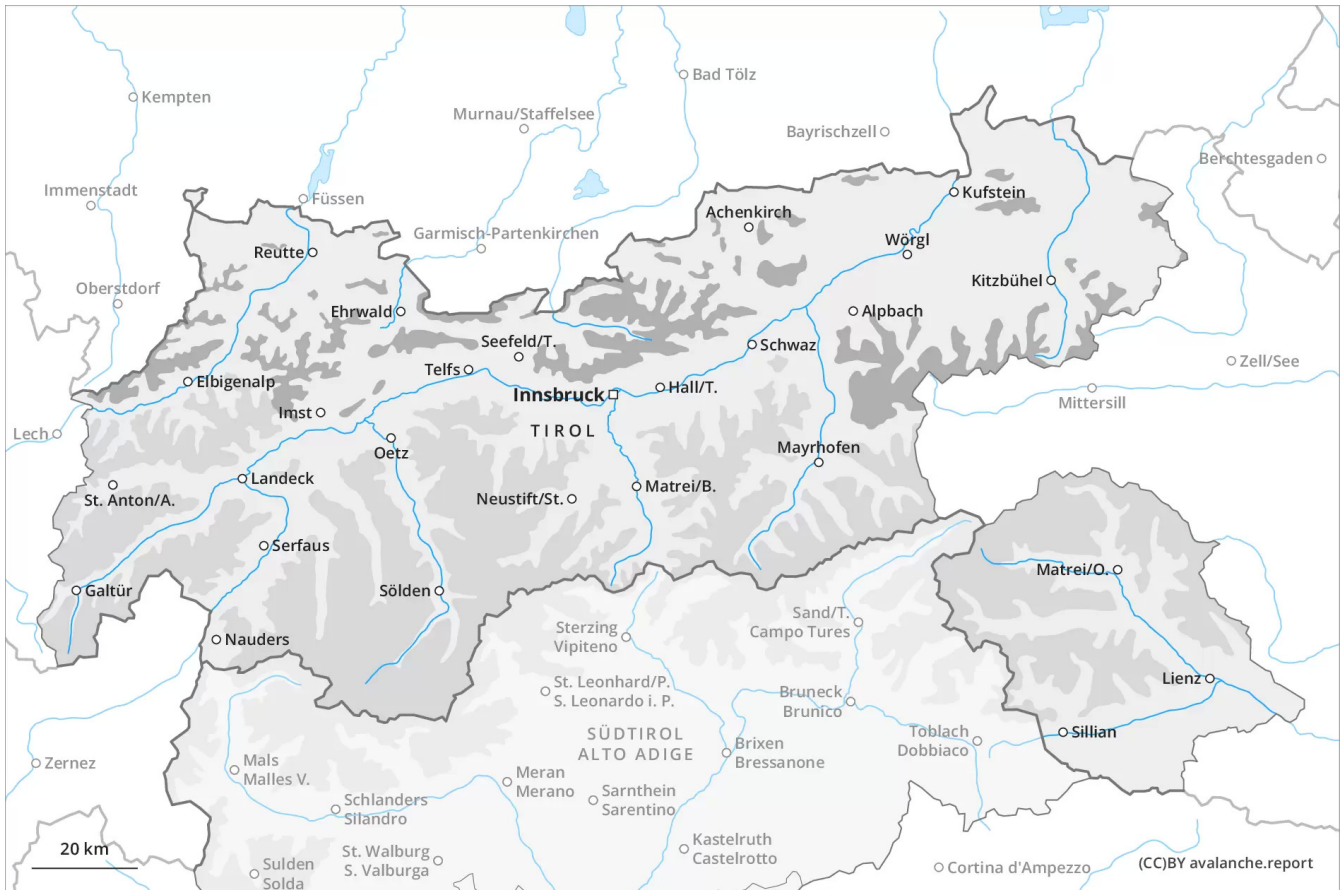 Bad Tölz
Kempten
Murnau/Staffelsee
Bayrischzell
Berchtesgaden
Immenstadt
Füssen
Kufstein
Achenkirch
Garmisch-Partenkirchen
Wörgl
Reutte
Kitzbühel
Oberstdorf
Ehrwald
Alpbach
Seefeld/T.
Schwaz
Zell/See
Telfs
Elbigenalp
Hall/T.
Innsbruck
Mittersill
Imst
TIROL
Lech
Mayrhofen
Oetz
Landeck
Matrei/B.
St. Anton/A.
Neustift/St.
Serfaus
Matrei/O.
Galtür
Sölden
Sand/T.
Campo Tures
Sterzing
Vipiteno
Nauders
Lienz
St. Leonhard/P.
S. Leonardo i. P.
Bruneck
Brunico
Sillian
SÜDTIROL
ALTO ADIGE
Toblach
Dobbiaco
Brixen
Bressanone
Zernez
Mals
Malles V.
Meran
Merano
Sarnthein
Sarentino
Schlanders
Silandro
20 km
Kastelruth
Castelrotto
St. Walburg
S. Valburga
Sulden
Solda
Cortina d'Ampezzo
(CC)BY avalanche.report